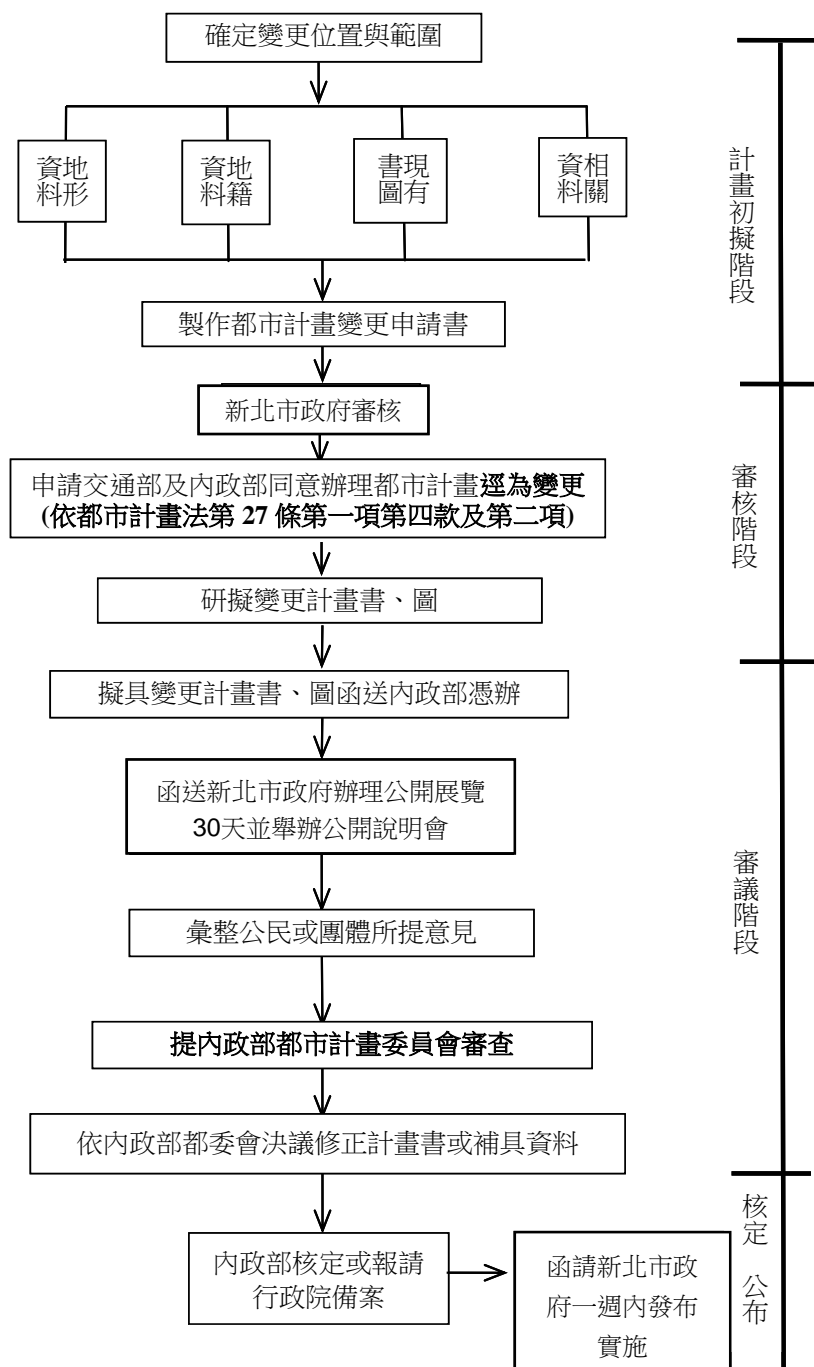 確定變更位置與範圍
地形
資料
地籍
資料
現有
書圖
相關
資料
計畫初擬階段
製作都市計畫變更申請書
新北市政府審核
申請交通部及內政部同意辦理都市計畫逕為變更
(依都市計畫法第 27 條第一項第四款及第二項)
審核階段
研擬變更計畫書、圖
擬具變更計畫書、圖函送內政部憑辦
函送新北市政府辦理公開展覽
30天並舉辦公開說明會
審議階段
彙整公民或團體所提意見
提內政部都市計畫委員會審查
依內政部都委會決議修正計畫書或補具資料
內政部核定或報請
行政院備案
函請新北市政
府一週內發布
實施
核定 公布